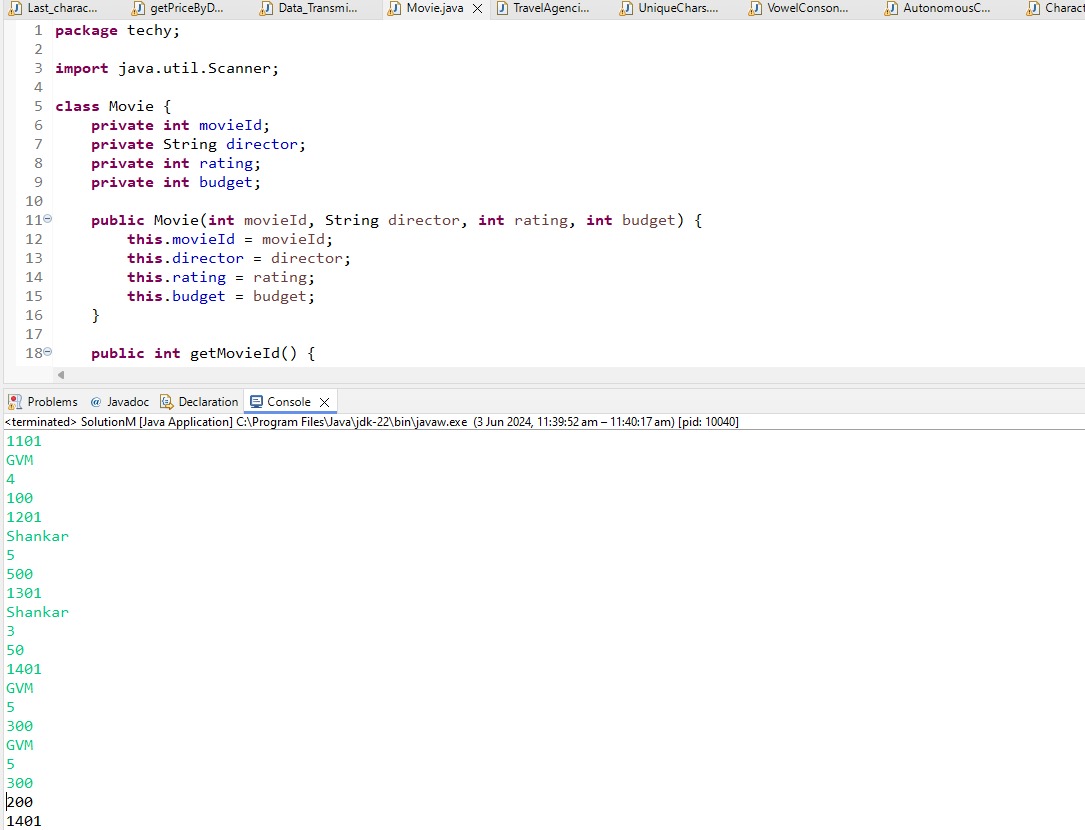 Last_charac... getPriceByD... Data_Transmi... Movie.java TravelAgenci... UniqueChars.... VowelConson... AutonomousC... Charact
1 package techy;
2
3 import java.util.Scanner;
4
5 class Movie {
6 private int movieId;
7 private String director;
8 private int rating;
9 private int budget;
10
11 public Movie(int movieId, String director, int rating, int budget) {
12 this.movieId = movieId;
13 this.director = director;
14 this.rating = rating;
15 this.budget = budget;
16 }
17
18 public int getMovieId() {
Problems @ Javadoc Declaration Console
<terminated> SolutionM [Java Application] C:\Program Files\Java\jdk-22\bin\javaw.exe (3 Jun 2024, 11:39:52 am – 11:40:17 am) [pid: 10040]
1101
GVM
4
100
1201
Shankar
5
500
1301
Shankar
3
50
1401
GVM
5
300
GVM
5
300
200
1401